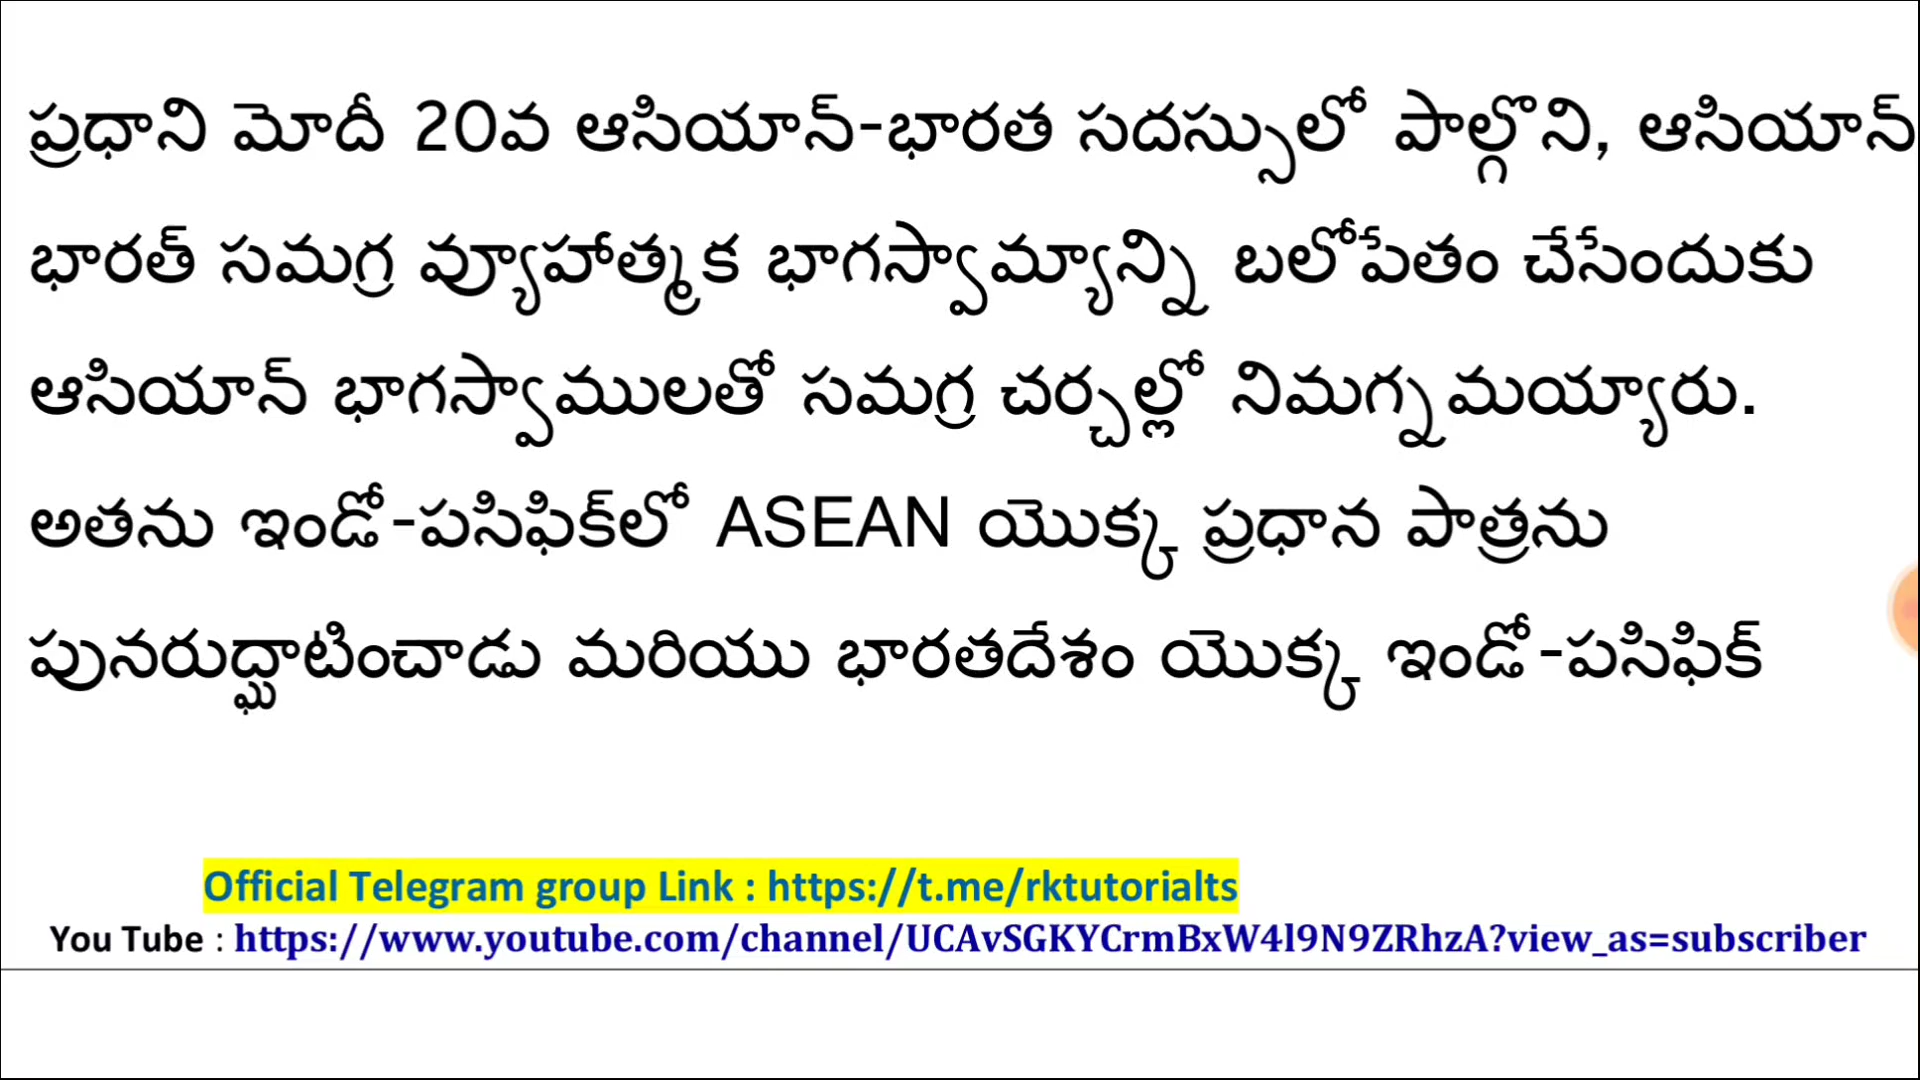 ప్రధాని మోదీ 20వ ఆసియాన్-భారత సదస్సులో పాల్గొని, ఆసియాన్
భారత్ సమగ్ర వ్యూహాత్మక భాగస్వామ్యాన్ని బలోపేతం చేసేందుకు
ఆసియాన్ భాగస్వాములతో సమగ్ర చర్చల్లో నిమగ్నమయ్యారు.
అతను ఇండో-పసిఫిక్‌లో ASEAN యొక్క ప్రధాన పాత్రను
పునరుద్ఘాటించాడు మరియు భారతదేశం యొక్క ఇండో-పసిఫిక్
Official Telegram group Link : https://t.me/rktutorialts
You Tube : https://www.youtube.com/channel/UCAvSGKYCrmBxW4l9N9ZRhzA?view_as=subscriber